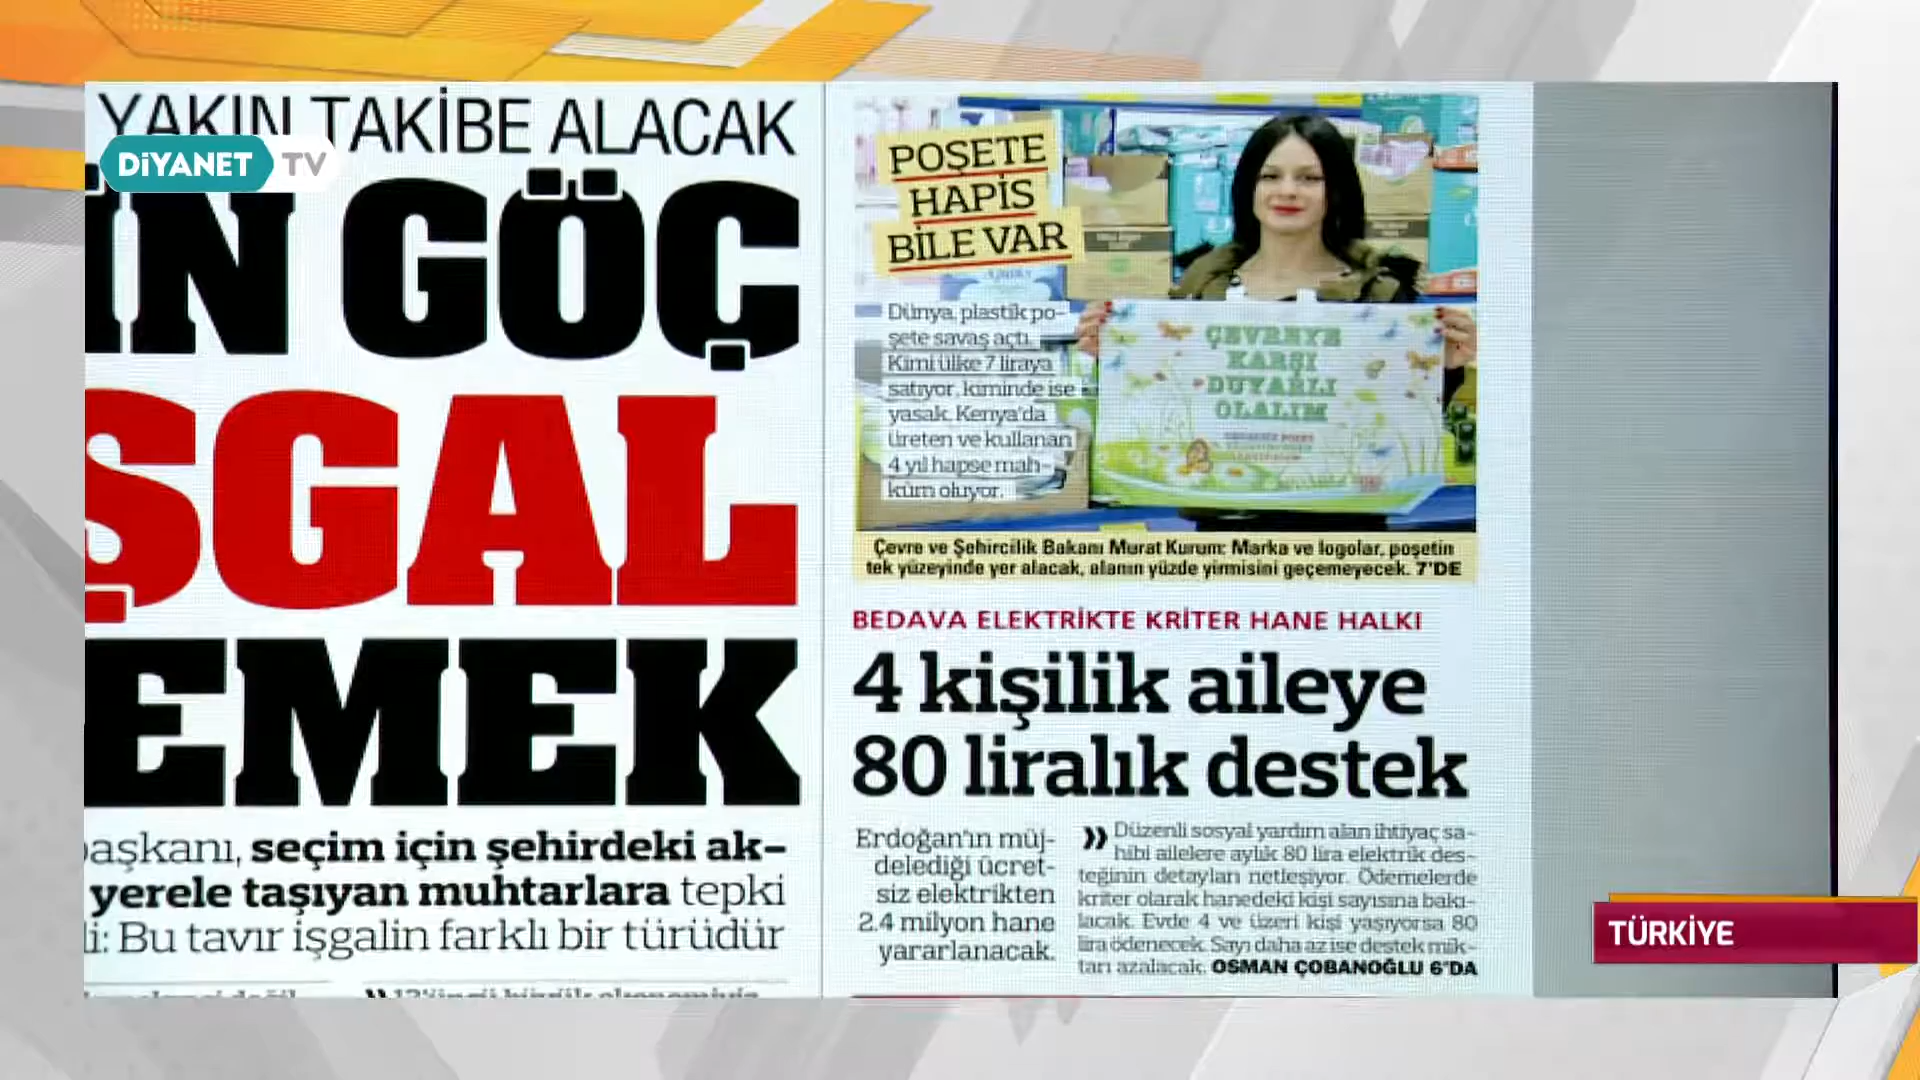 YAKIN TAKİBE ALACAK
DİYANET TV
İN GÖÇ
ŞGAL
EMEK
başkanı, seçim için şehirdeki ak-
yerele taşıyan muhtarlara tepki
li: Bu tavır işgalin farklı bir türüdür
POŞETE
HAPİS
BİLE VAR
Dünya, plastik po-
şete savaş açtı.
Kimi ülke 7 liraya
satıyor, kiminde ise
yasak. Kenya'da
üreten ve kullanan
4 yıl hapse mah-
kûm oluyor.
ÇEVREYE
KARŞI
DUYARLI
OLALIM
Çevre ve Şehircilik Bakanı Murat Kurum: Marka ve logolar, poşetin
tek yüzeyinde yer alacak, alanın yüzde yirmisini geçemeyecek. 7'DE
BEDAVA ELEKTRİKTE KRİTER HANE HALKI
4 kişilik aileye
80 liralık destek
Erdoğan'ın müj-
delediği ücret-
siz elektrikten
2.4 milyon hane
yararlanacak.
Düzenli sosyal yardım alan ihtiyaç sa-
hibi ailelere aylık 80 lira elektrik des-
teğinin detayları netleşiyor. Ödemelerde
kriter olarak hanedeki kişi sayısına bakı-
lacak. Evde 4 ve üzeri kişi yaşıyorsa 80
lira ödenecek. Sayı daha az ise destek mik-
tarı azalacak. OSMAN ÇOBANOĞLU 6'DA
TÜRKİYE